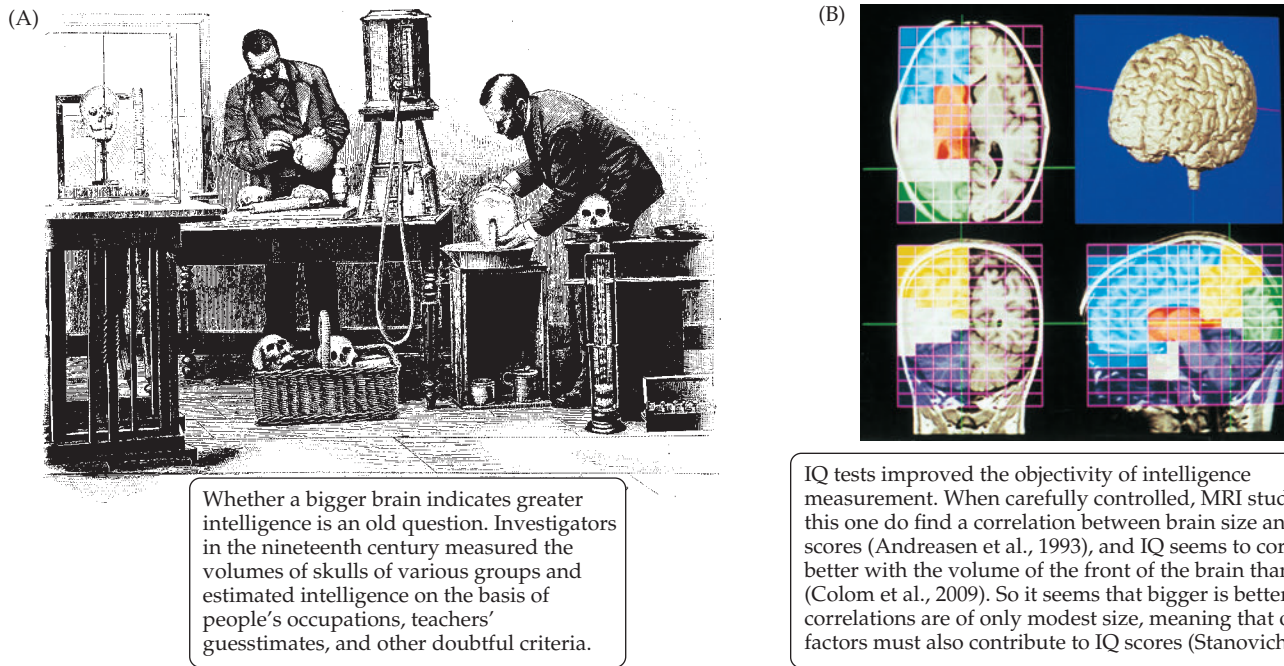 (A)
Whether a bigger brain indicates greater
intelligence is an old question. Investigators
in the nineteenth century measured the
volumes of skulls of various groups and
estimated intelligence on the basis of
people's occupations, teachers'
guesstimates, and other doubtful criteria.
(B)
IQ tests improved the objectivity of intelligence
measurement. When carefully controlled, MRI
this one do find a correlation between brain size
scores (Andreasen et al., 1993), and IQ seems to
better with the volume of the front of the brain
(Colom et al., 2009). So it seems that bigger is better
correlations are of only modest size, meaning that
factors must also contribute to IQ scores (Stanovich